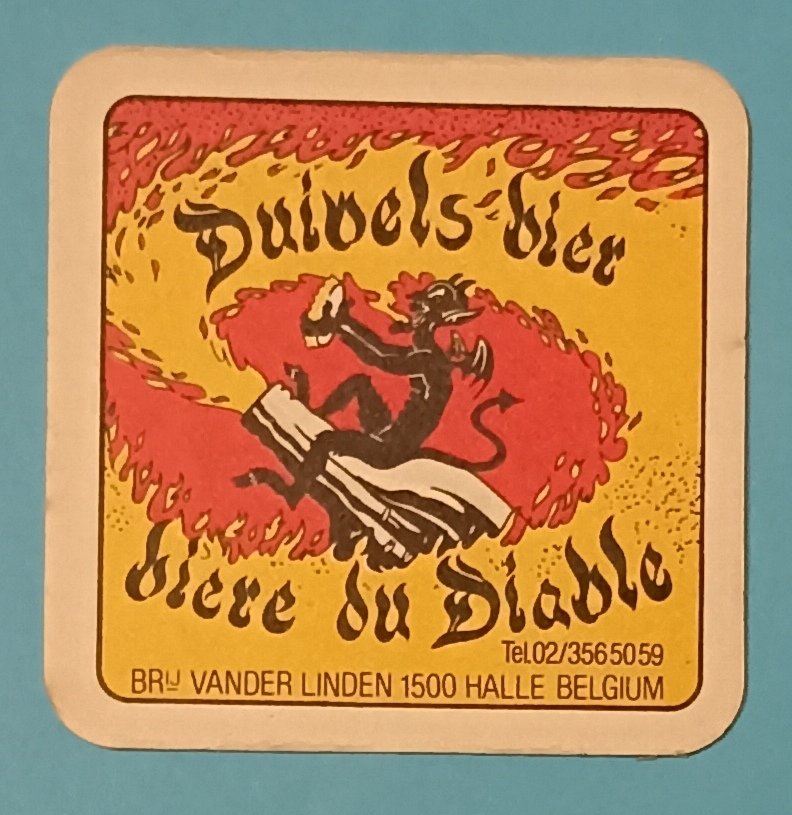 Duivels bier
bière du Diable
Tel.02/3565059
BRIJ VANDER LINDEN 1500 HALLE BELGIUM